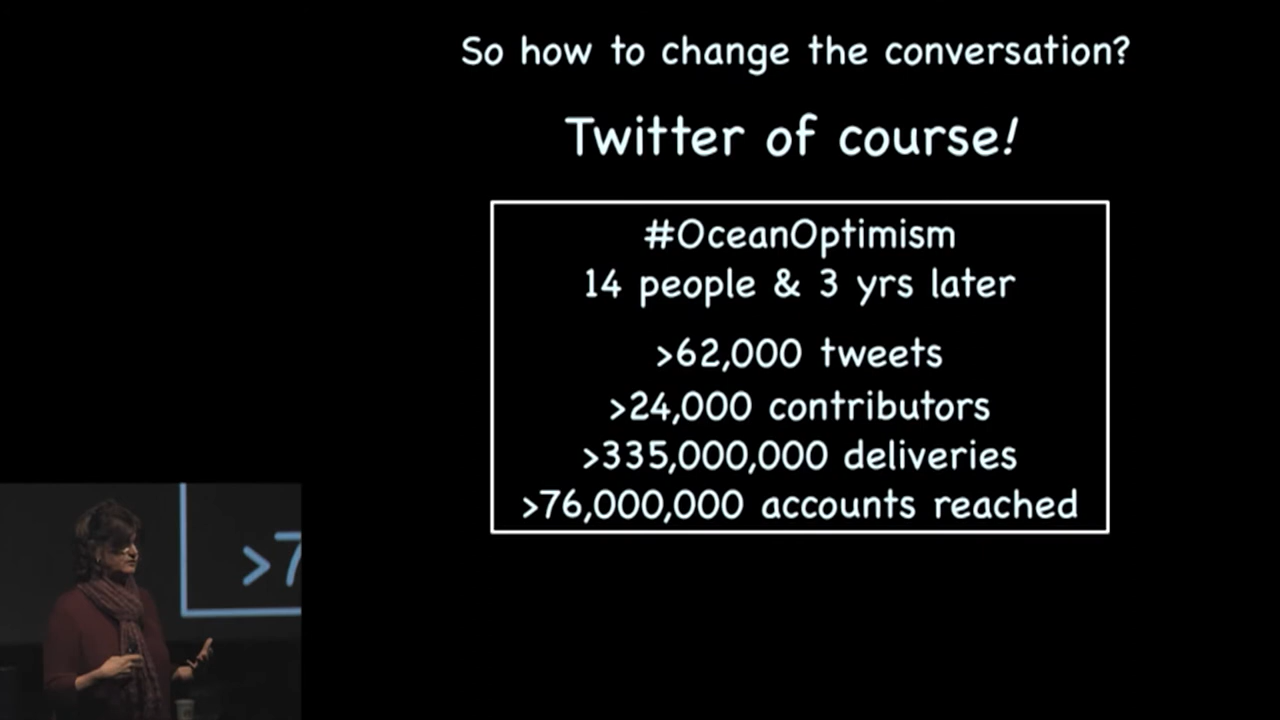 So how to change the conversation?
Twitter of course!
#OceanOptimism
14 people & 3 yrs later
>62,000 tweets
>24,000 contributors
>335,000,000 deliveries
>76,000,000 accounts reached
>7